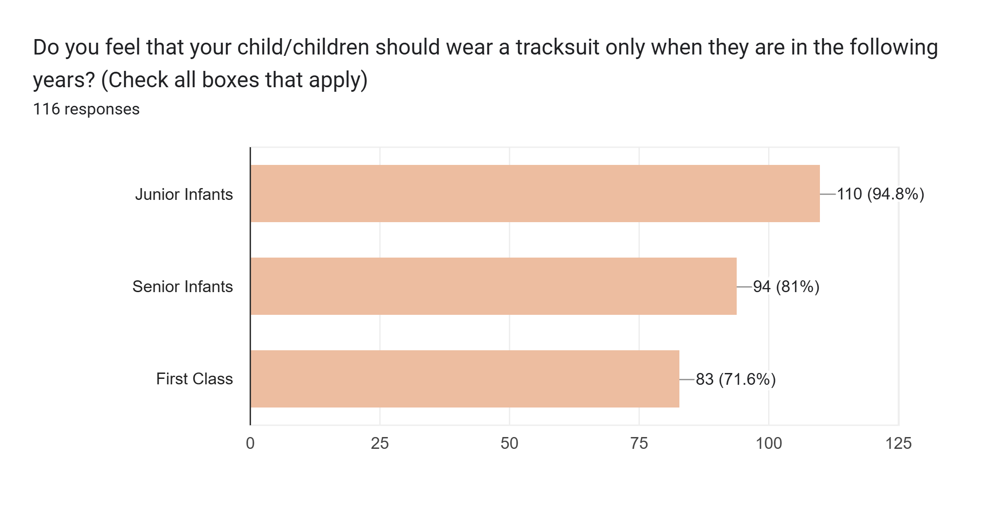 Do you feel that your child/children should wear a tracksuit only when they are in the following
years? (Check all boxes that apply)
116 responses
Junior Infants
110 (94.8%)
Senior Infants
94 (81%)
First Class
83 (71.6%)
0 25 50 75 100 125